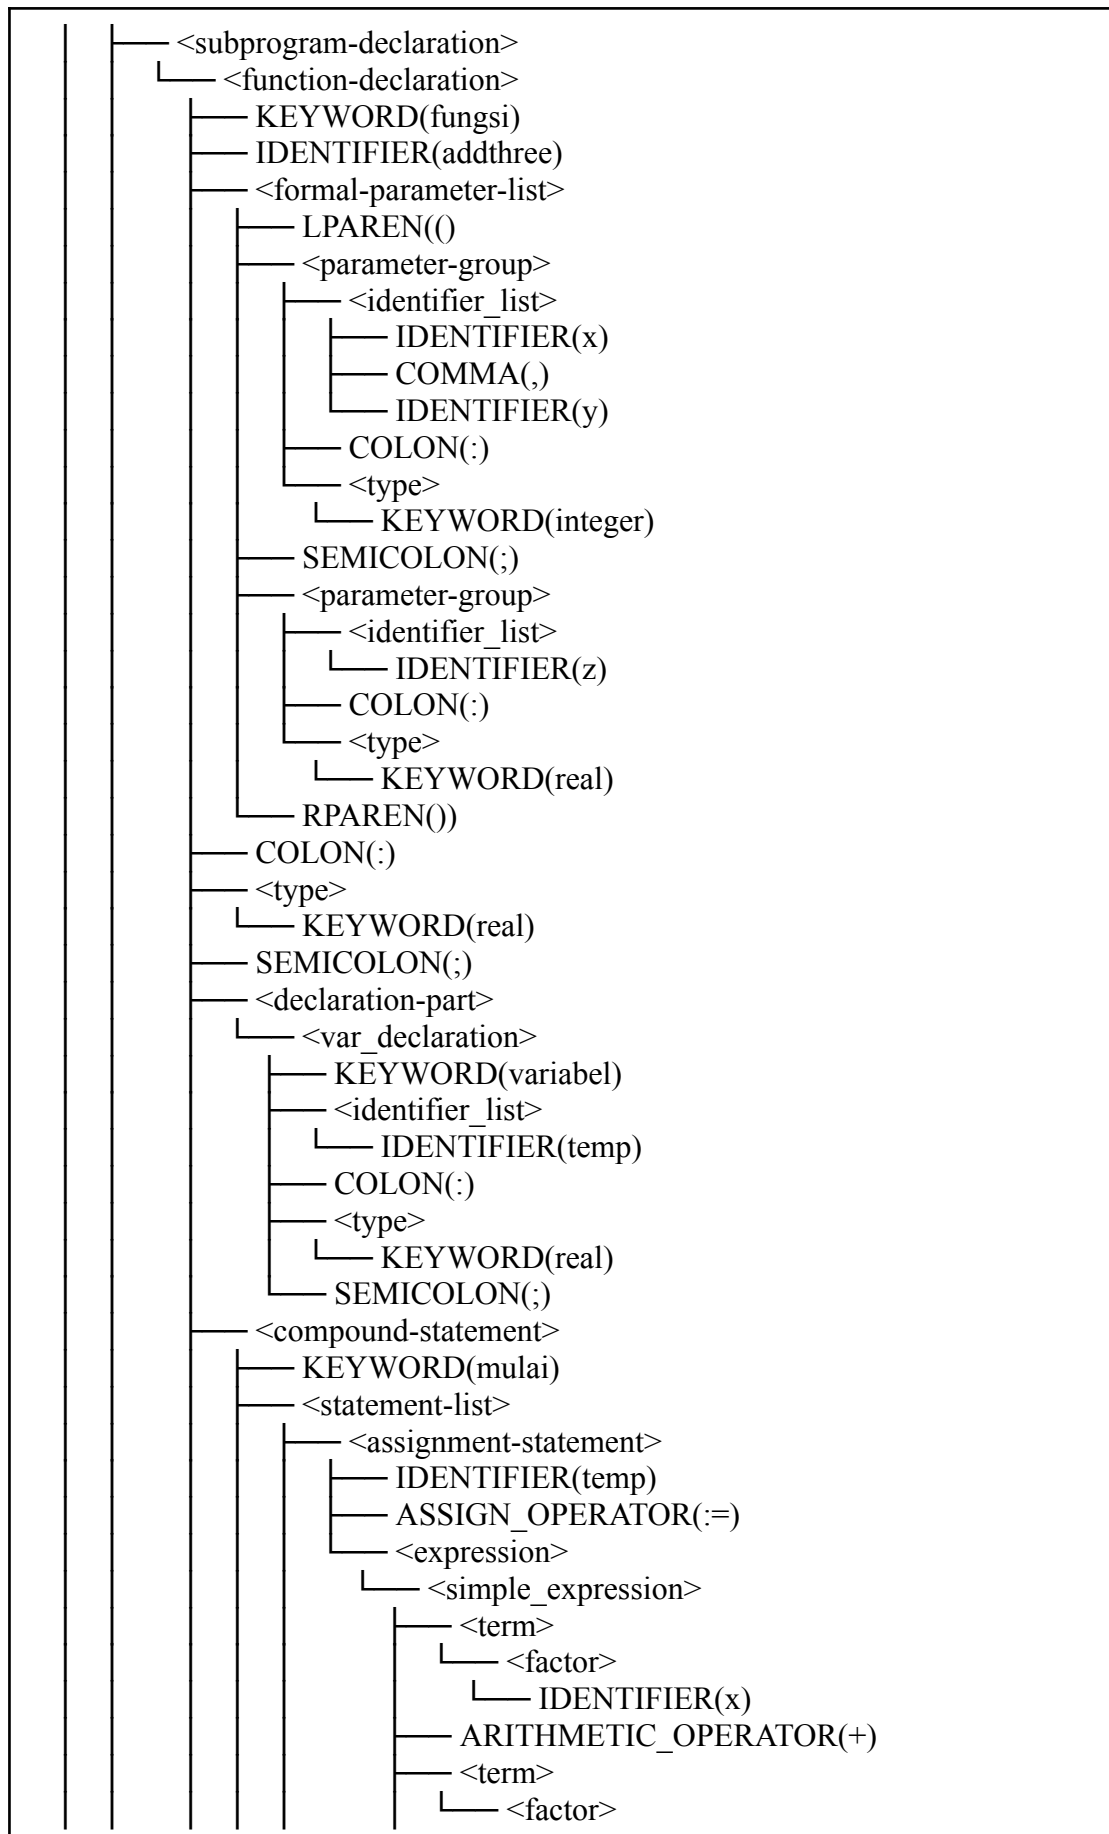 <subprogram-declaration>
<function-declaration>
KEYWORD(fungsi)
IDENTIFIER(addthree)
<formal-parameter-list>
LPAREN(()
<parameter-group>
<identifier_list>
IDENTIFIER(x)
COMMA(,)
IDENTIFIER(y)
COLON(:)
<type>
KEYWORD(integer)
SEMICOLON(;)
<parameter-group>
<identifier_list>
IDENTIFIER(z)
COLON(:)
<type>
KEYWORD(real)
RPAREN())
COLON(:)
<type>
KEYWORD(real)
SEMICOLON(;)
<declaration-part>
<var_declaration>
KEYWORD(variabel)
<identifier_list>
IDENTIFIER(temp)
COLON(:)
<type>
KEYWORD(real)
SEMICOLON(;)
<compound-statement>
KEYWORD(mulai)
<statement-list>
<assignment-statement>
IDENTIFIER(temp)
ASSIGN_OPERATOR(:=)
<expression>
<simple_expression>
<term>
<factor>
IDENTIFIER(x)
ARITHMETIC_OPERATOR(+)
<term>
<factor>